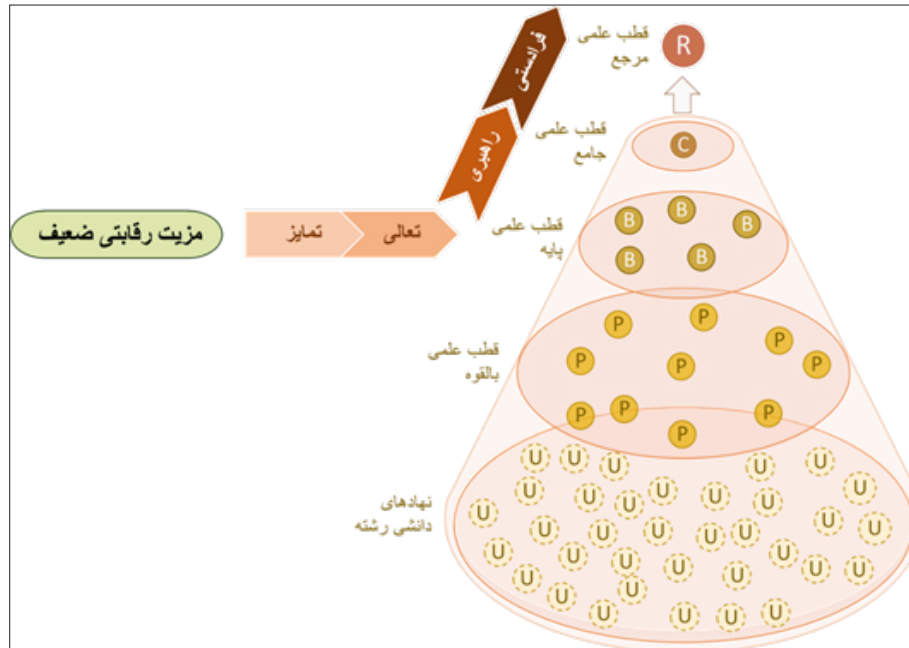 قطب علمی
مرجع
R
فرادستی
قطب علمی
جامع
C
راهبری
قطب علمی
پایه
B B B
B B
مزیت رقابتی ضعیف
تمایز
تعالی
قطب علمی
بالقوه
P P
P
P P P
P P P
P
نهادهای
دانشی رشته
U U U U U
U U U U U U U
U U U U U U U U
U U U U U U U U
U U U U
U U U U